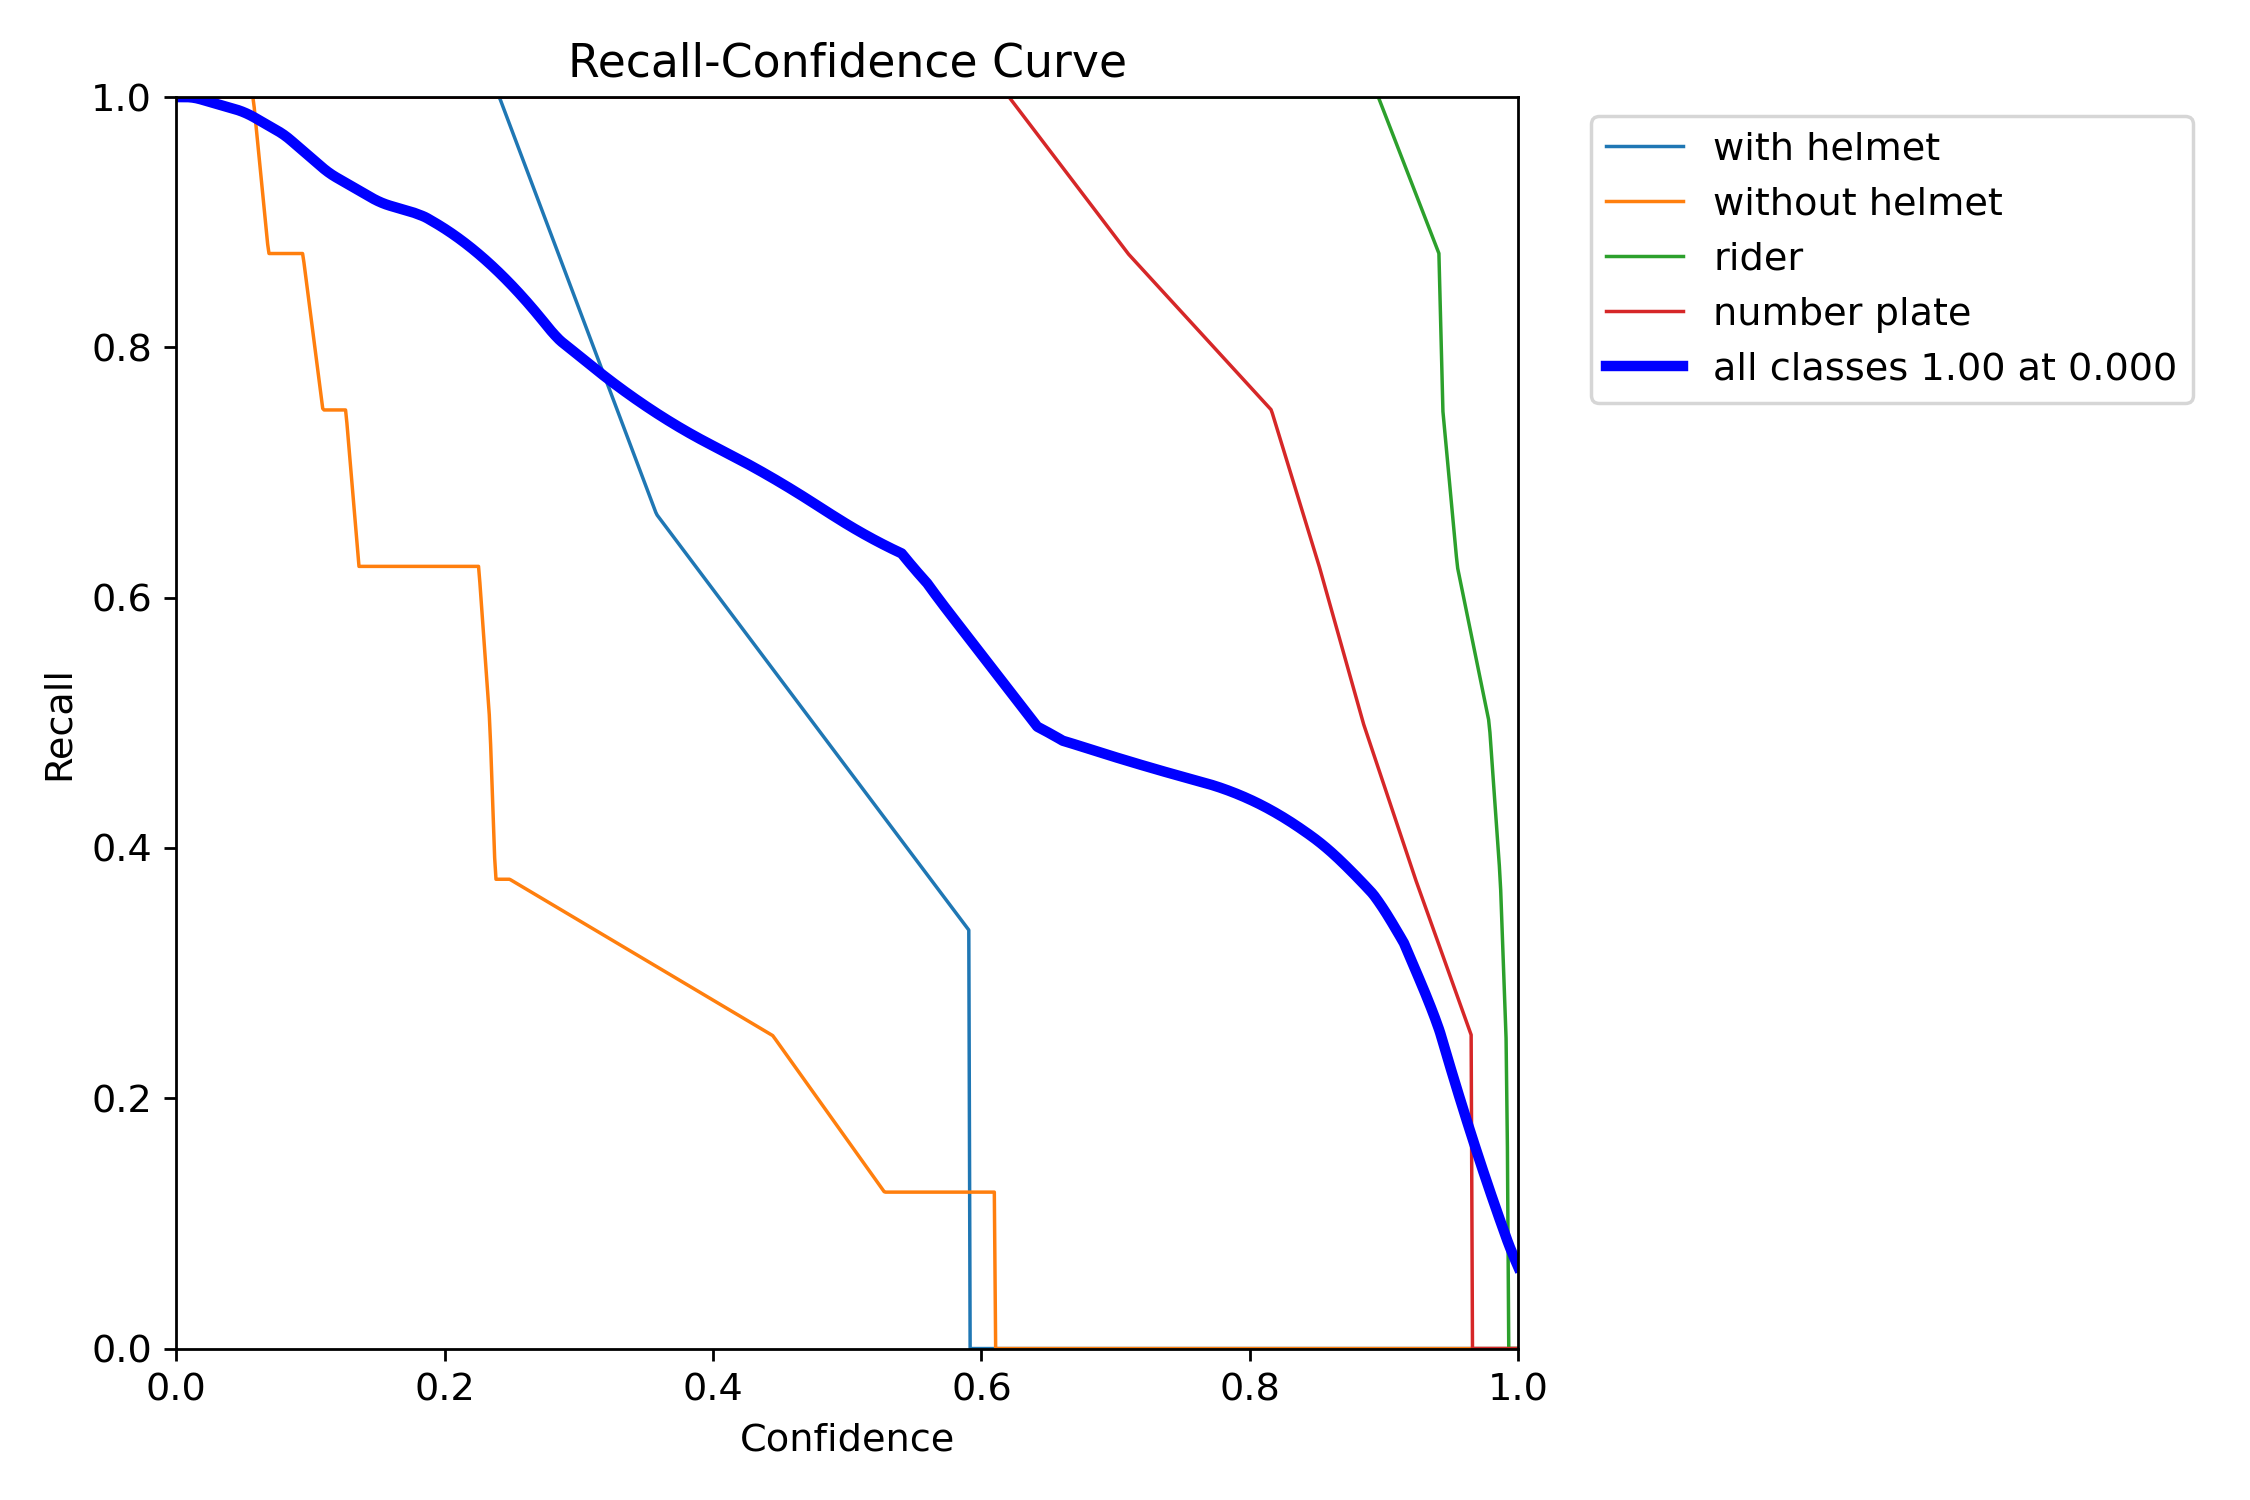 Recall-Confidence Curve
1.0
0.8
0.6
0.4
0.2
0.0
Recall
0.0 0.2 0.4 0.6 0.8 1.0
Confidence
with helmet
without helmet
rider
number plate
all classes 1.00 at 0.000